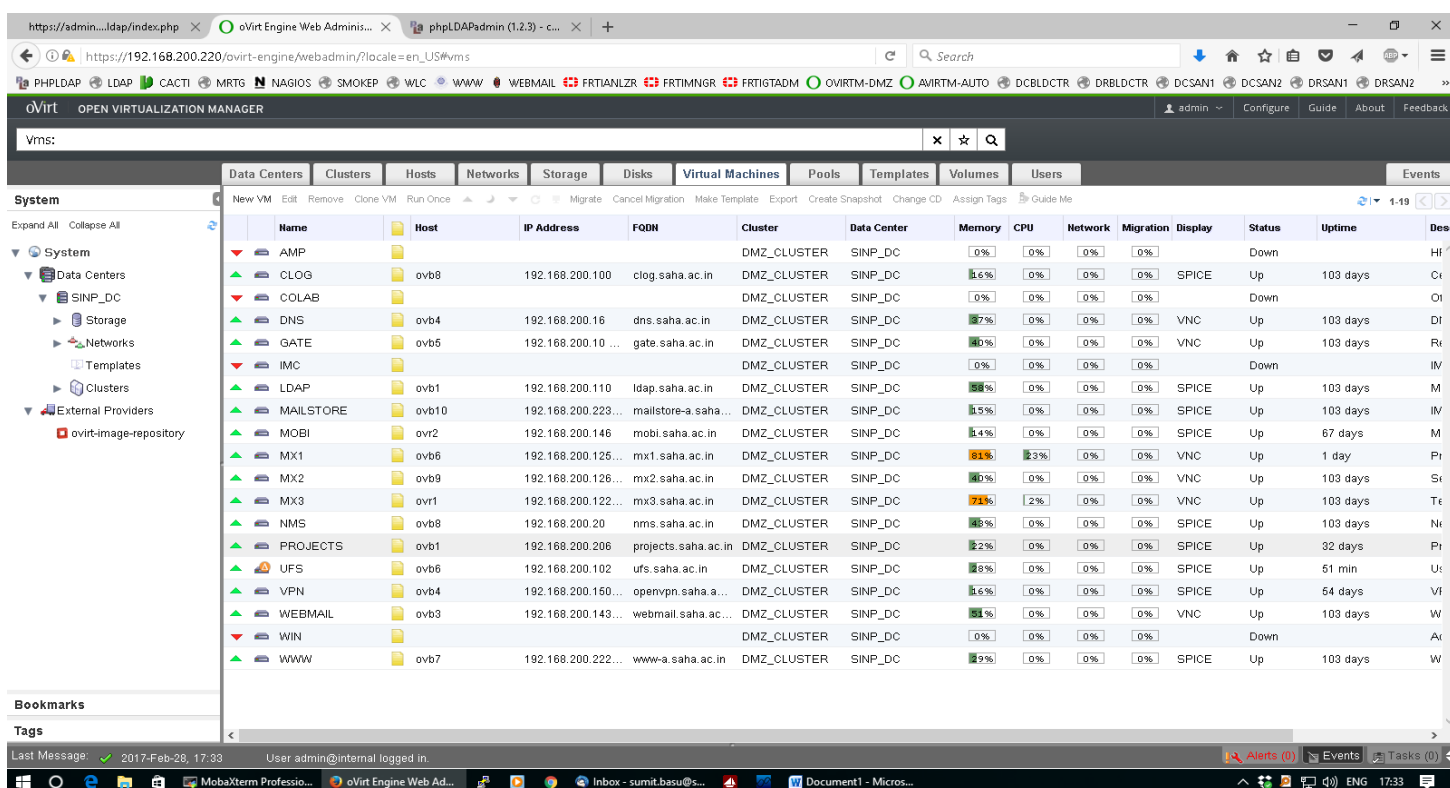 https://admin....ldap/index.php oVirt Engine Web Adminis... phpLDAPadmin (1.2.3) - c...
https://192.168.200.220/ovirt-engine/webadmin/?locale=en_US#vms Search
PHPLDAP LDAP CACTI MRTG NAGIOS SMOKEP WLC WWW WEBMAIL FRTIANLZR FRTIMNGR FRTIGTADM OVIRTM-DMZ AVIRTM-AUTO DCBLDCTR DRBLDCTR DCSAN1 DCSAN2 DRSAN1 DRSAN2
oVirt OPEN VIRTUALIZATION MANAGER admin Configure Guide About Feedback
Vms:
Data Centers Clusters Hosts Networks Storage Disks Virtual Machines Pools Templates Volumes Users Events
System New VM Edit Remove Clone VM Run Once Migrate Cancel Migration Make Template Export Create Snapshot Change CD Assign Tags Guide Me 1-19
Expand All Collapse All Name Host IP Address FQDN Cluster Data Center Memory CPU Network Migration Display Status Uptime Des
System AMP DMZ_CLUSTER SINP_DC 0% 0% 0% 0% Down
Data Centers CLOG ovb8 192.168.200.100 clog.saha.ac.in DMZ_CLUSTER SINP_DC 16% 0% 0% 0% SPICE Up 103 days
SINP_DC COLAB DMZ_CLUSTER SINP_DC 0% 0% 0% 0% Down
Storage DNS ovb4 192.168.200.16 dns.saha.ac.in DMZ_CLUSTER SINP_DC 37% 0% 0% 0% VNC Up 103 days
Networks GATE ovb5 192.168.200.10 ... gate.saha.ac.in DMZ_CLUSTER SINP_DC 40% 0% 0% 0% VNC Up 103 days
Templates IMC DMZ_CLUSTER SINP_DC 0% 0% 0% 0% Down
Clusters LDAP ovb1 192.168.200.110 ldap.saha.ac.in DMZ_CLUSTER SINP_DC 58% 0% 0% 0% SPICE Up 103 days
External Providers MAILSTORE ovb10 192.168.200.223... mailstore-a.saha... DMZ_CLUSTER SINP_DC 15% 0% 0% 0% SPICE Up 103 days
ovirt-image-repository MOBI ovr2 192.168.200.146 mobi.saha.ac.in DMZ_CLUSTER SINP_DC 14% 0% 0% 0% SPICE Up 67 days
MX1 ovb6 192.168.200.125... mx1.saha.ac.in DMZ_CLUSTER SINP_DC 81% 23% 0% 0% VNC Up 1 day
MX2 ovb9 192.168.200.126... mx2.saha.ac.in DMZ_CLUSTER SINP_DC 40% 0% 0% 0% VNC Up 103 days
MX3 ovr1 192.168.200.122... mx3.saha.ac.in DMZ_CLUSTER SINP_DC 71% 2% 0% 0% VNC Up 103 days
NMS ovb8 192.168.200.20 nms.saha.ac.in DMZ_CLUSTER SINP_DC 43% 0% 0% 0% SPICE Up 103 days
PROJECTS ovb1 192.168.200.206 projects.saha.ac.in DMZ_CLUSTER SINP_DC 22% 0% 0% 0% SPICE Up 32 days
UFS ovb6 192.168.200.102 ufs.saha.ac.in DMZ_CLUSTER SINP_DC 28% 0% 0% 0% SPICE Up 51 min
VPN ovb4 192.168.200.150... openvpn.saha.a... DMZ_CLUSTER SINP_DC 16% 0% 0% 0% SPICE Up 54 days
WEBMAIL ovb3 192.168.200.143... webmail.saha.ac... DMZ_CLUSTER SINP_DC 51% 0% 0% 0% VNC Up 103 days
WIN DMZ_CLUSTER SINP_DC 0% 0% 0% 0% Down
WWW ovb7 192.168.200.222... www-a.saha.ac.in DMZ_CLUSTER SINP_DC 29% 0% 0% 0% SPICE Up 103 days
Bookmarks
Tags
Last Message: 2017-Feb-28, 17:33 User admin@internal logged in. Alerts (0) Events Tasks (0)
MobaXterm Professio... oVirt Engine Web Ad... Inbox - sumit.basu@s... Document1 - Micros... ENG 17:33